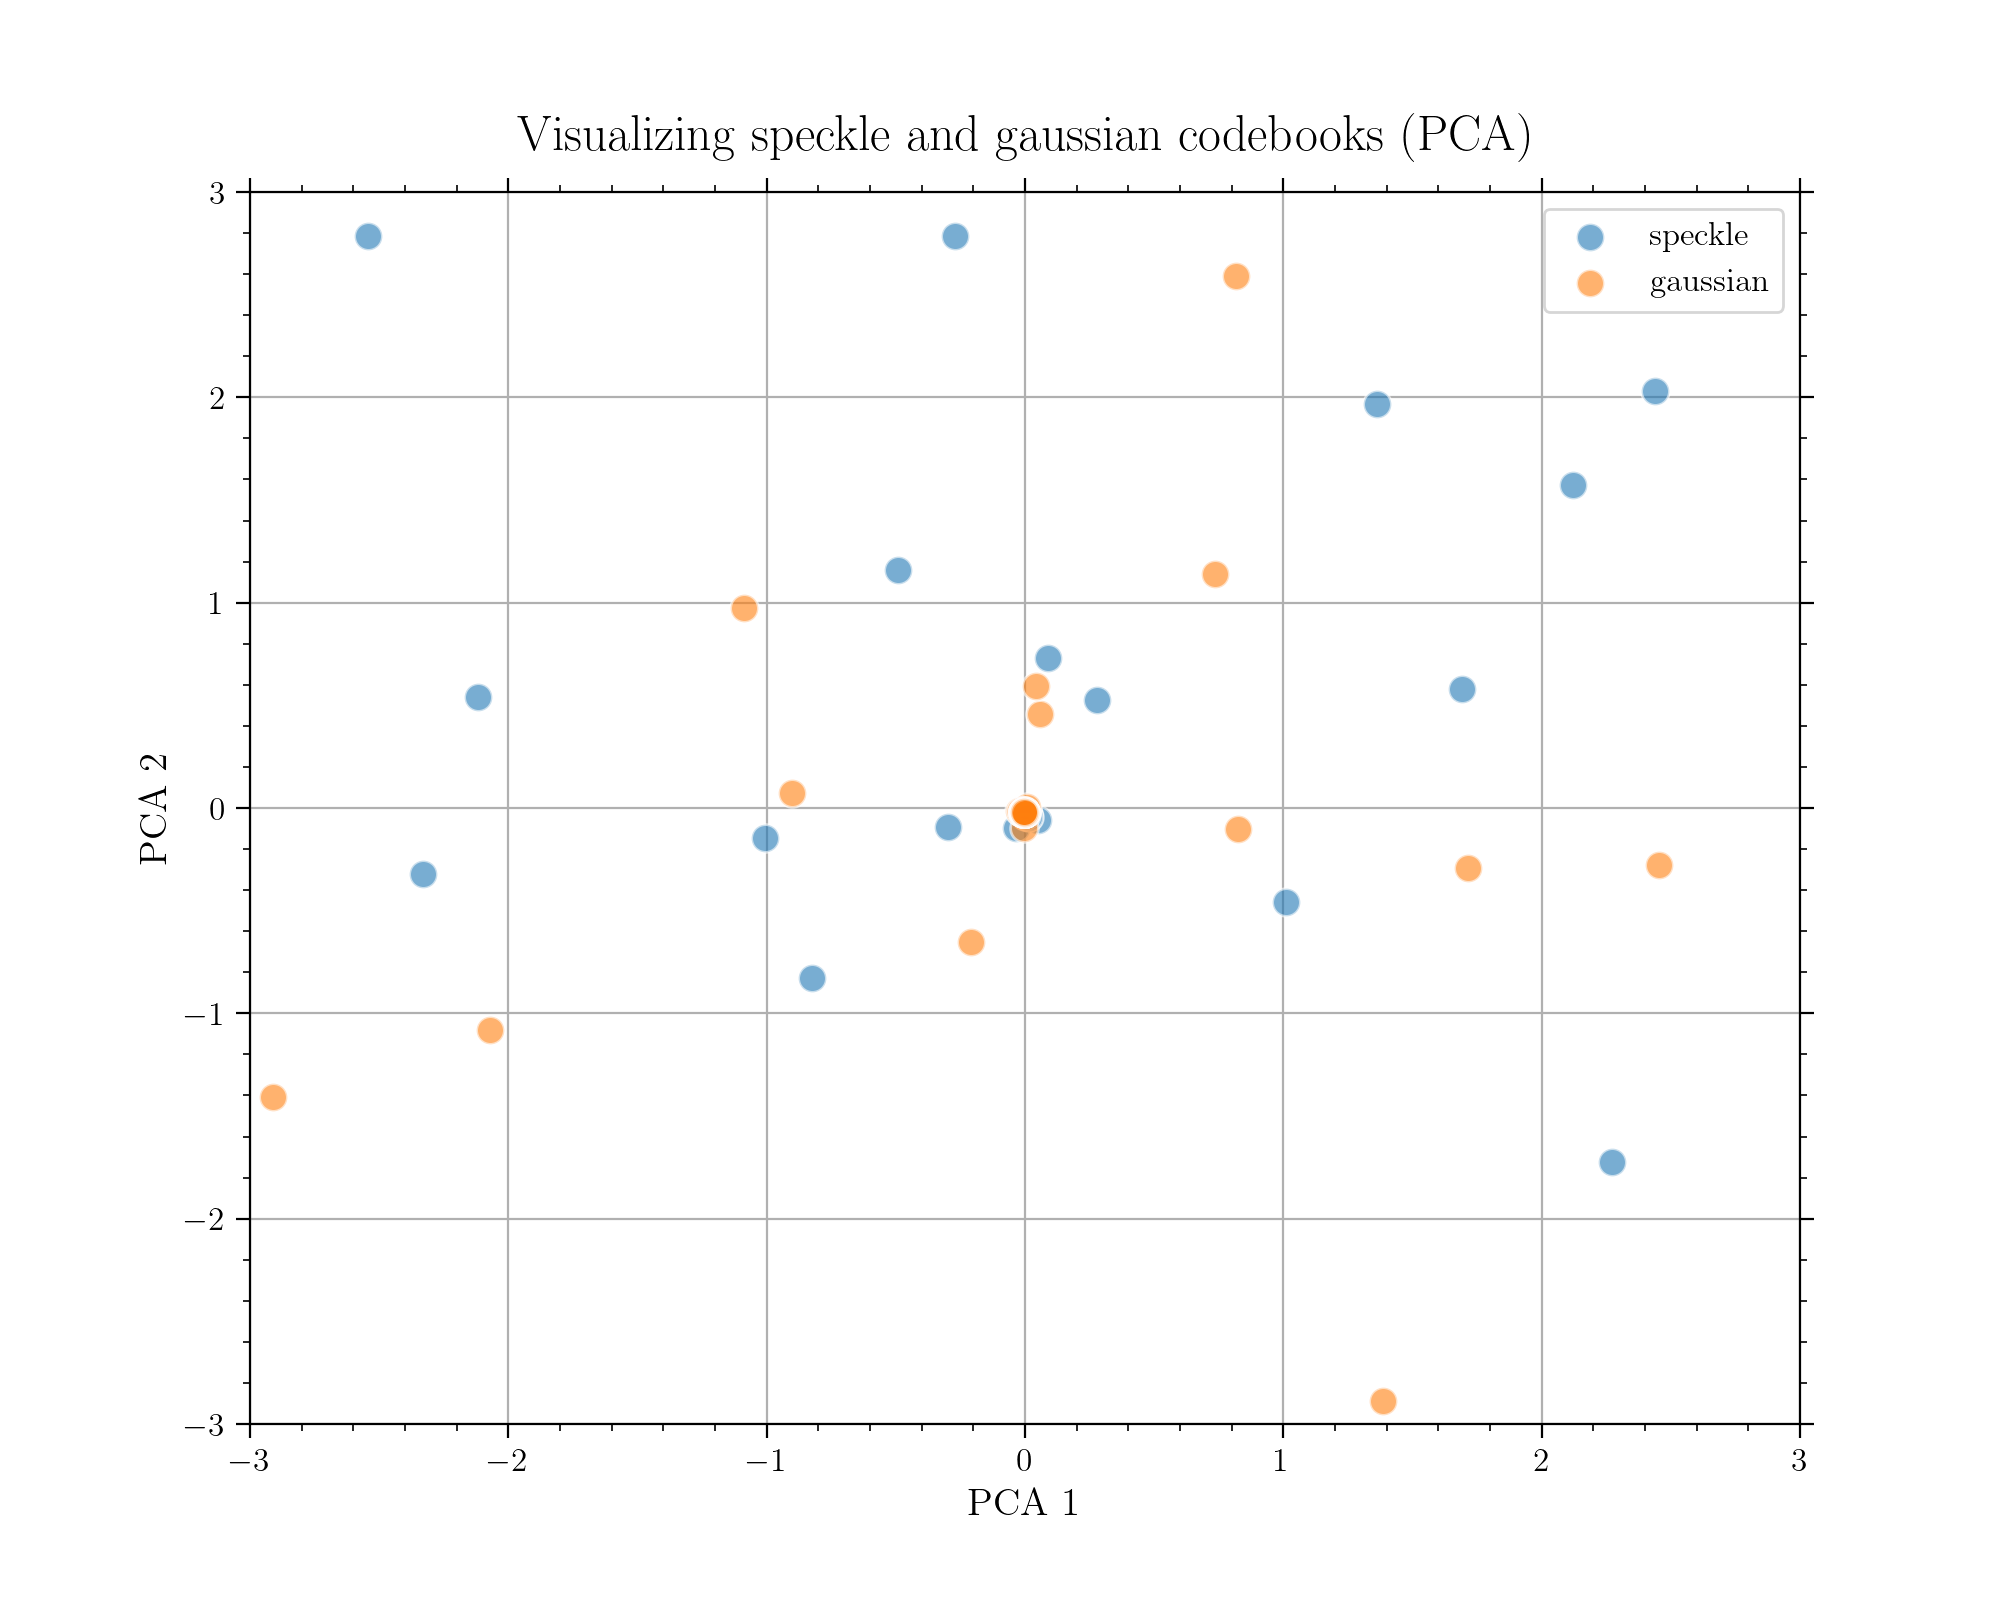 Visualizing speckle and gaussian codebooks (PCA)
speckle
gaussian
3
2
1
0
−1
−2
−3
PCA 2
−3
−2
−1
0
1
2
3
PCA 1